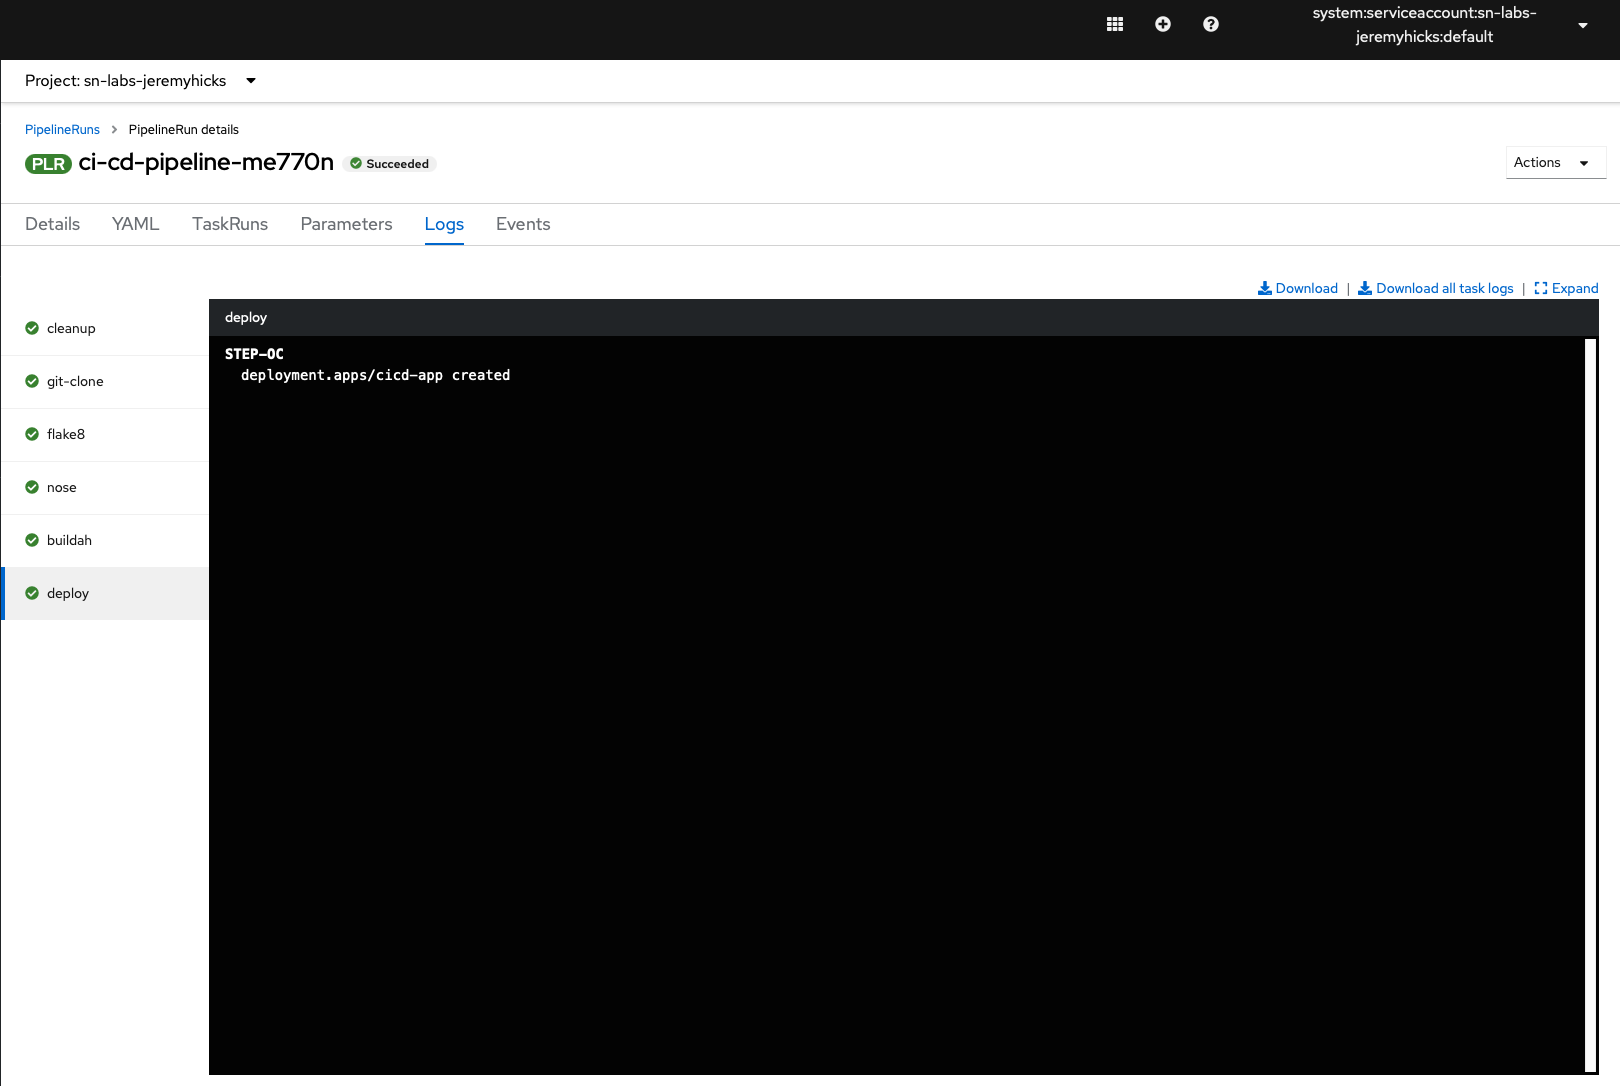 system:serviceaccount:sn-labs-
jeremyhicks:default
Project: sn-labs-jeremyhicks
PipelineRuns > PipelineRun details
PLR ci-cd-pipeline-me770n Succeeded
Actions
Details YAML TaskRuns Parameters Logs Events
Download | Download all task logs | Expand
cleanup
git-clone
flake8
nose
buildah
deploy
deploy
STEP-OC
deployment.apps/cicd-app created